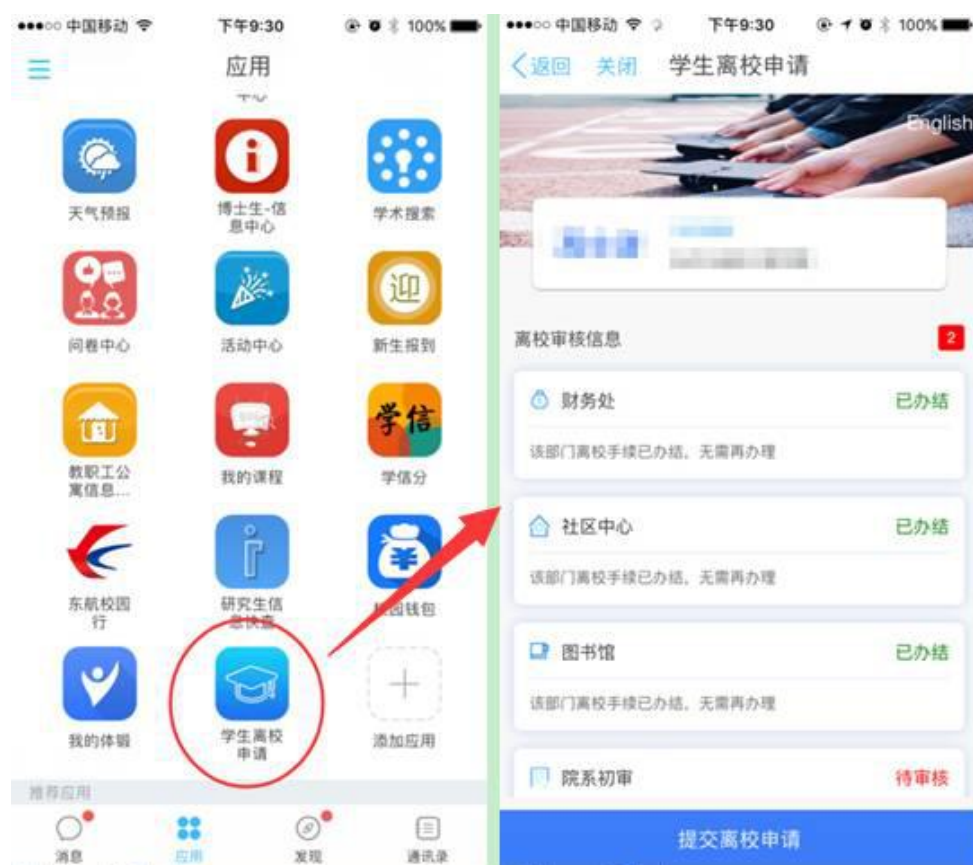 中国移动
下午9:30
100%
应用
中心
天气预报
博士生-信
息中心
学术搜索
问卷中心
活动中心
迎
新生报到
教职工公
寓信息...
我的课程
学信
学信分
东航校园
行
研究生信
息快查
校园钱包
我的体锻
学生离校
申请
添加应用
推荐应用
消息
应用
发现
通讯录
中国移动
下午9:30
100%
返回
关闭
学生离校申请
English
离校审核信息
2
财务处
已办结
该部门离校手续已办结，无需再办理
社区中心
已办结
该部门离校手续已办结，无需再办理
图书馆
已办结
该部门离校手续已办结，无需再办理
院系初审
待审核
提交离校申请